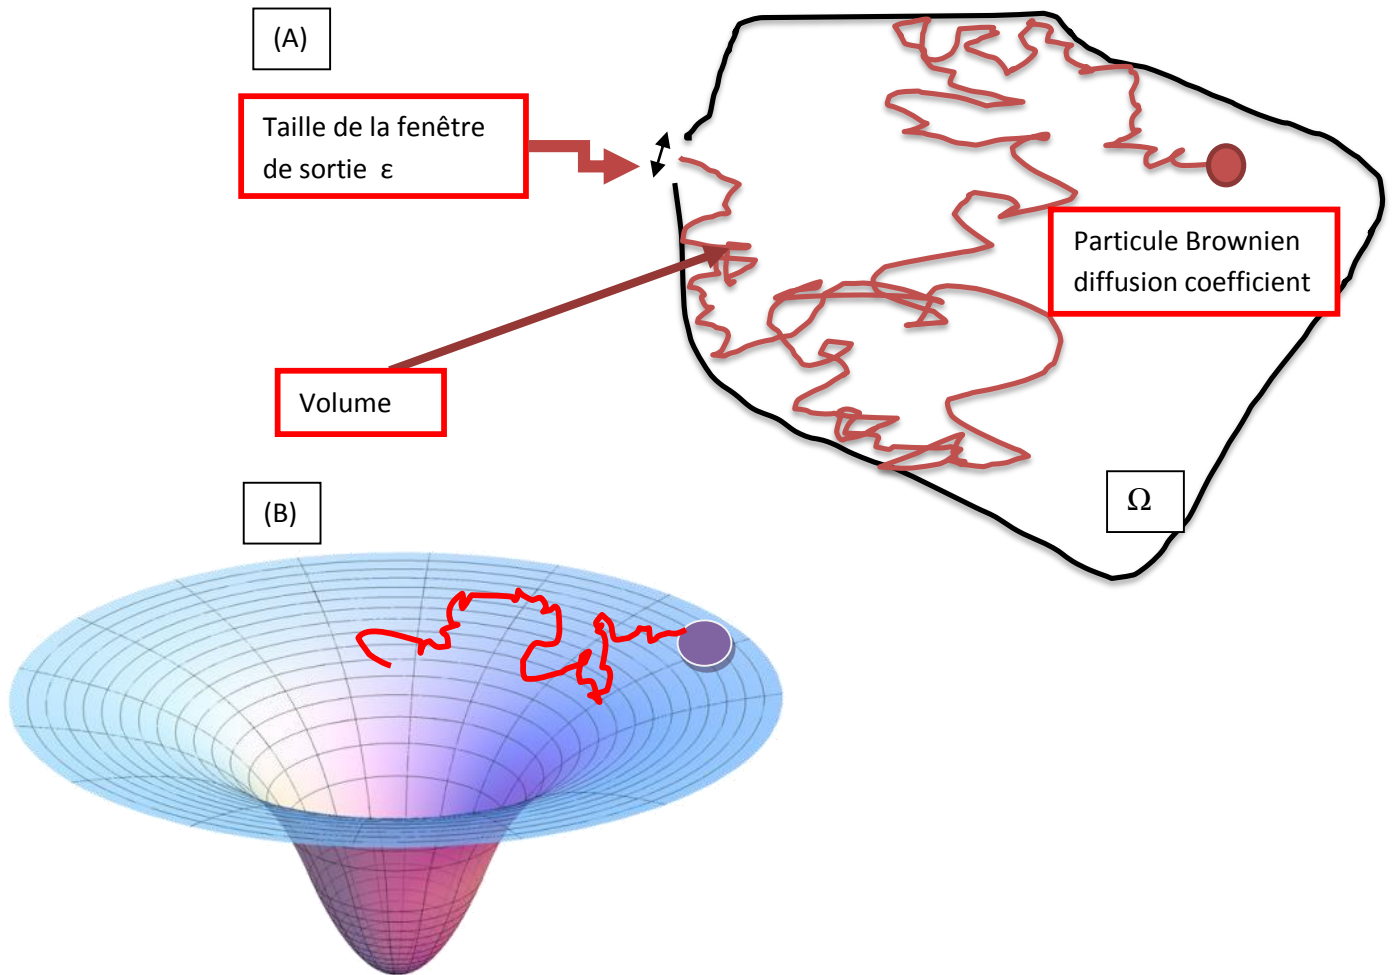 (A)
Taille de la fenêtre
de sortie ε
Particule Brownien
diffusion coefficient
Volume
Ω
(B)